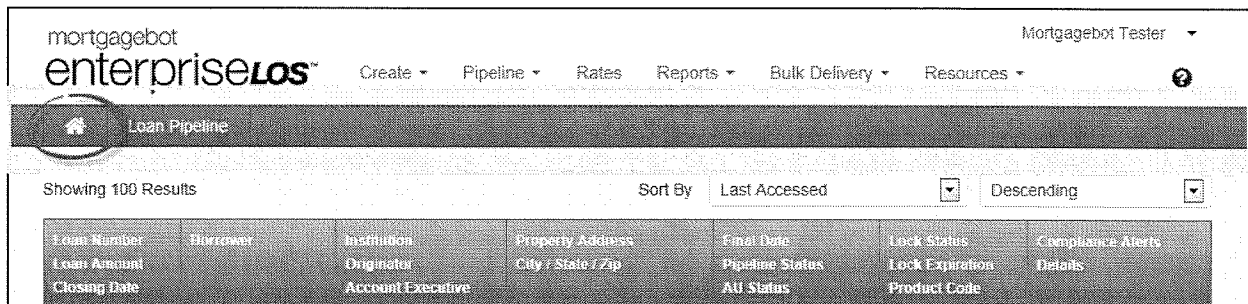 mortgagebot
enterpriseLOS™
Mortgagebot Tester
Create Pipeline Rates Reports Bulk Delivery Resources
?
Loan Pipeline
Showing 100 Results Sort By Last Accessed Descending
Loan Number Borrower Institution Property Address Final Date Lock Status Compliance Alerts
Loan Amount Originator City / State / Zip Pipeline Status Lock Expiration Details
Closing Date Account Executive AU Status Product Code